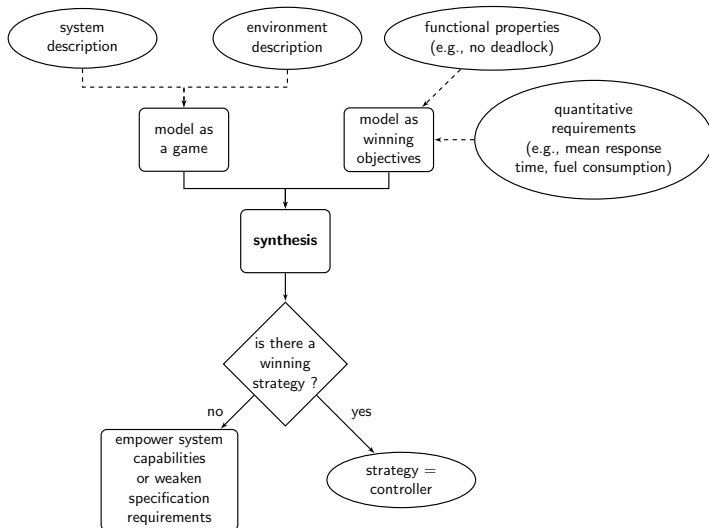 system
description
environment
description
functional properties
(e.g., no deadlock)
quantitative
requirements
(e.g., mean response
time, fuel consumption)
model as
a game
model as
winning
objectives
synthesis
is there a
winning
strategy ?
no
yes
empower system
capabilities
or weaken
specification
requirements
strategy =
controller